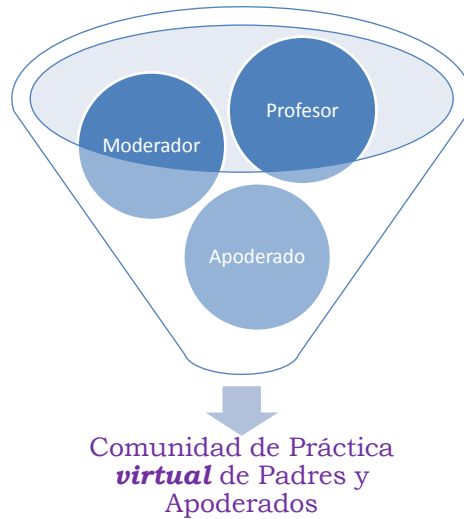 Profesor
Moderador
Apoderado
Comunidad de Práctica
virtual de Padres y
Apoderados